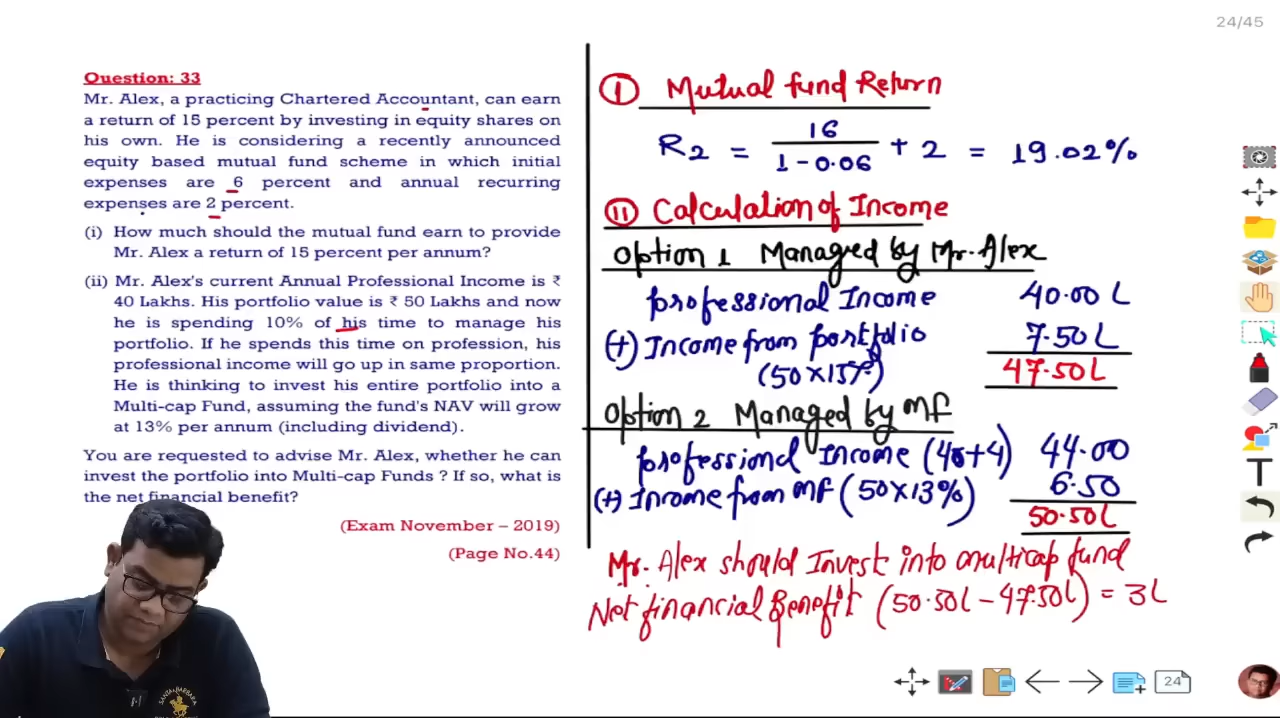 24/45
Question: 33
Mr. Alex, a practicing Chartered Accountant, can earn
a return of 15 percent by investing in equity shares on
his own. He is considering a recently announced
equity based mutual fund scheme in which initial
expenses are 6 percent and annual recurring
expenses are 2 percent.
(i) How much should the mutual fund earn to provide
Mr. Alex a return of 15 percent per annum?
(ii) Mr. Alex's current Annual Professional Income is ₹
40 Lakhs. His portfolio value is ₹ 50 Lakhs and now
he is spending 10% of his time to manage his
portfolio. If he spends this time on profession, his
professional income will go up in same proportion.
He is thinking to invest his entire portfolio into a
Multi-cap Fund, assuming the fund's NAV will grow
at 13% per annum (including dividend).
You are requested to advise Mr. Alex, whether he can
invest the portfolio into Multi-cap Funds ? If so, what is
the net financial benefit?
(Exam November – 2019)
(Page No.44)
I Mutual fund Return
R2 = 16 / 1 - 0.06 + 2 = 19.02%
II Calculation of Income
Option 1 Managed by Mr. Alex
professional Income 40.00 L
(+) Income from portfolio 7.50 L
(50 X 15%) 47.50L
Option 2 Managed by MF
professional Income (40+4) 44.00
(+) Income from MF (50 X 13%) 6.50
50.50L
Mr. Alex should Invest into multicap fund
Net financial Benefit (50.50L - 47.50L) = 3L
T
24